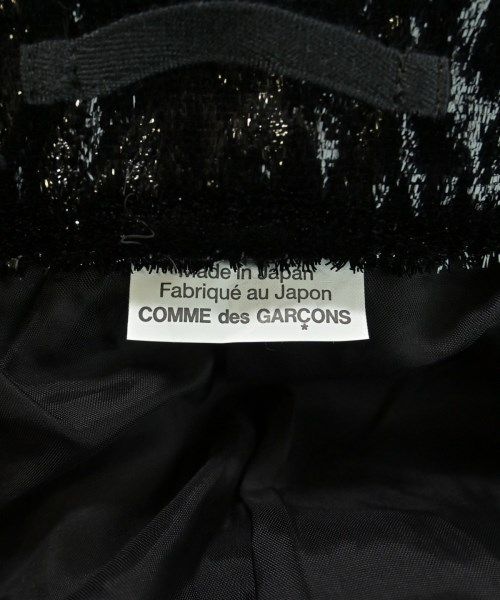 Made in Japan
Fabriqué au Japon
COMME des GARÇONS
*